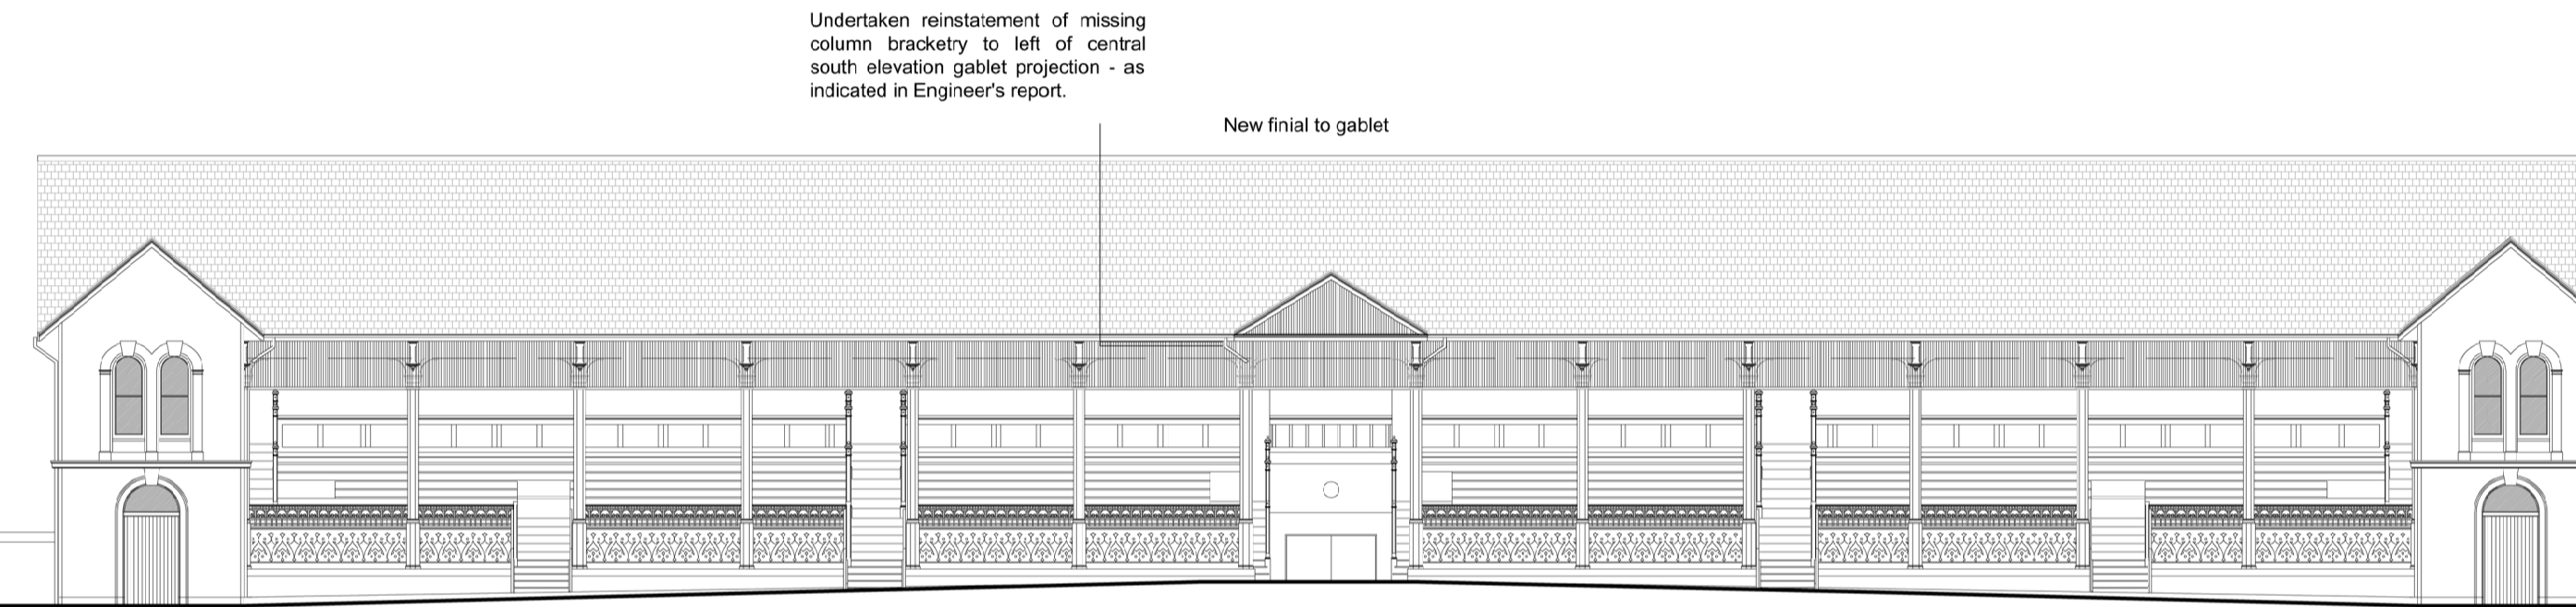 Undertaken reinstatement of missing
column bracketry to left of central
south elevation gablet projection - as
indicated in Engineer's report.
New finial to gablet